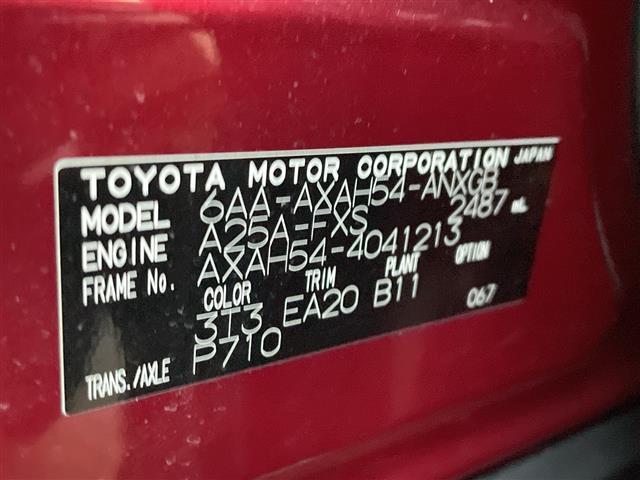 TOYOTA MOTOR CORPORATION JAPAN
MODEL 6AA-AXAH54-ANXGB
ENGINE A25A-FXS 2487 mL
FRAME No. AXAH54-4041213
COLOR TRIM PLANT OPTION
3T3 EA20 B11 067
TRANS./AXLE P710